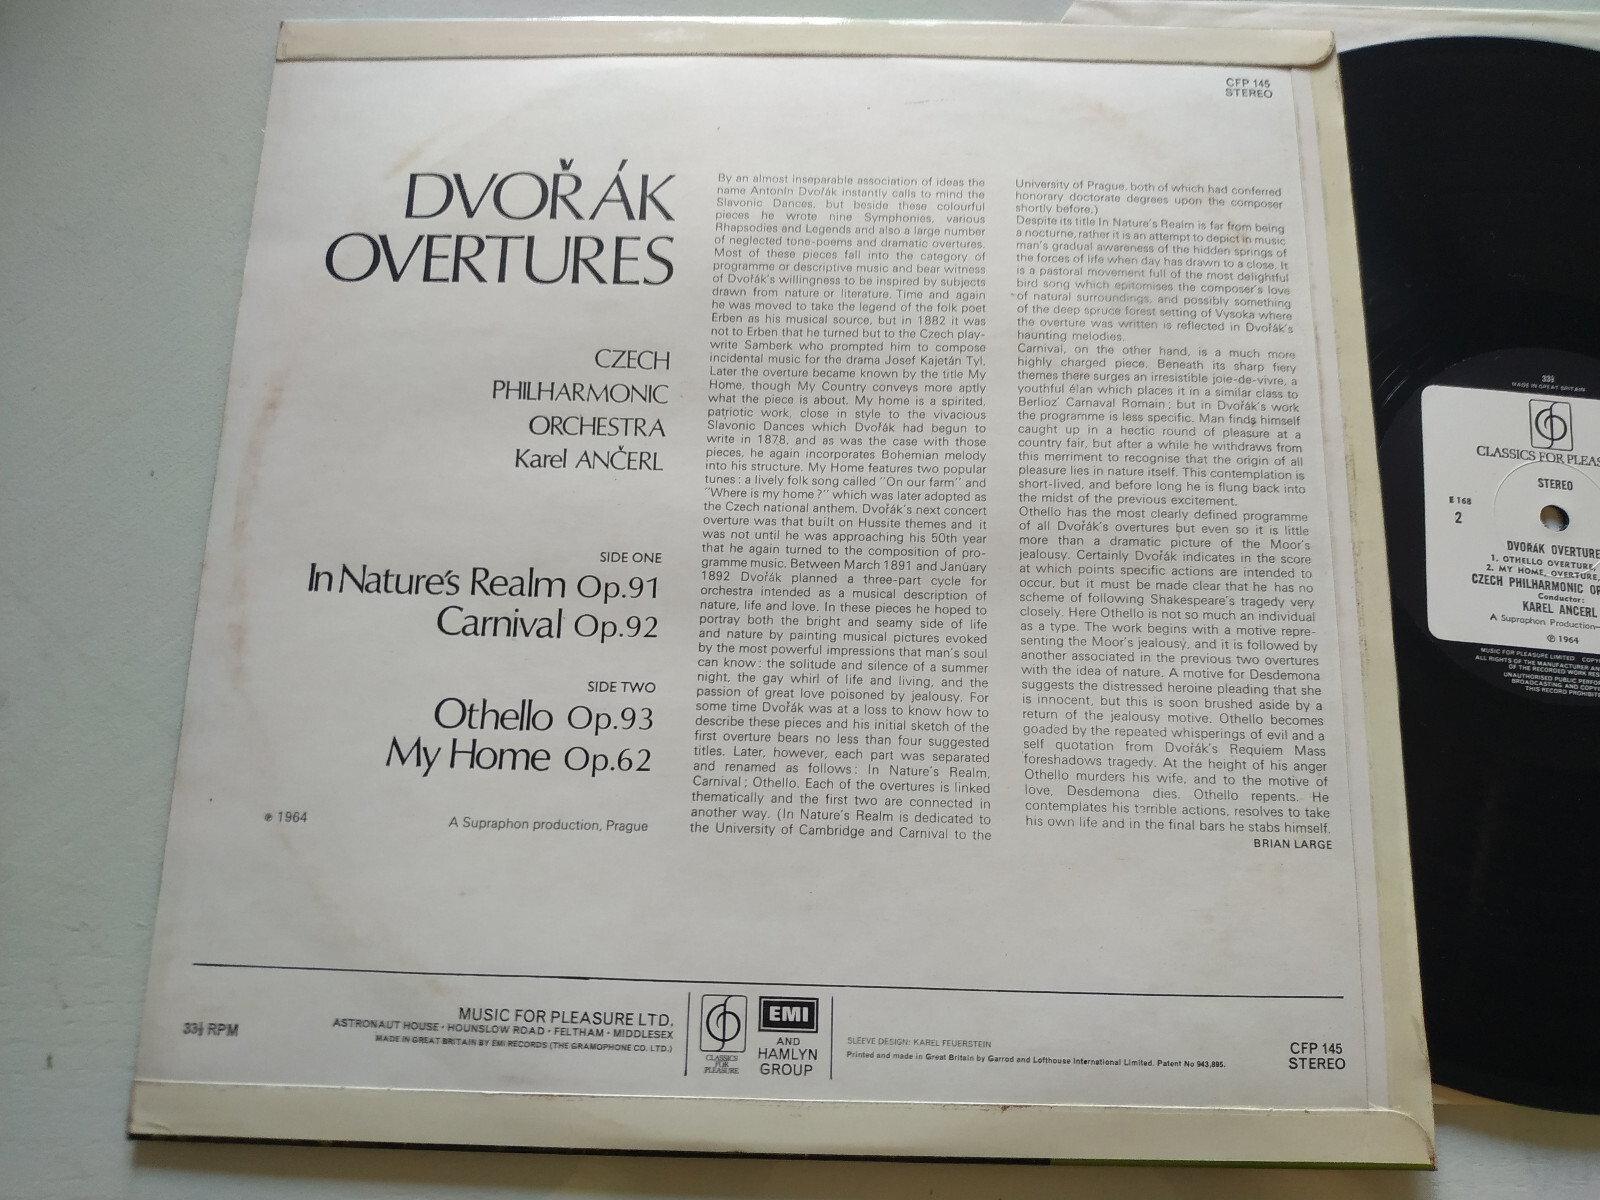 CFP 145
STEREO
DVOŘÁK
OVERTURES
CZECH
PHILHARMONIC
ORCHESTRA
Karel ANČERL
SIDE ONE
In Nature's Realm Op.91
Carnival Op.92
SIDE TWO
Othello Op.93
My Home Op.62
℗ 1964
A Supraphon production, Prague
By an almost inseparable association of ideas the
name Antonín Dvořák instantly calls to mind the
Slavonic Dances, but beside these colourful
pieces he wrote nine Symphonies, various
Rhapsodies and Legends and also a large number
of neglected tone-poems and dramatic overtures.
Most of these pieces fall into the category of
programme or descriptive music and bear witness
of Dvořák's willingness to be inspired by subjects
drawn from nature or literature. Time and again
he was moved to take the legend of the folk poet
Erben as his musical source, but in 1882 it was
not to Erben that he turned but to the Czech play-
write Samberk who prompted him to compose
incidental music for the drama Josef Kajetán Tyl.
Later the overture became known by the title My
Home, though My Country conveys more aptly
what the piece is about. My home is a spirited,
patriotic work, close in style to the vivacious
Slavonic Dances which Dvořák had begun to
write in 1878, and as was the case with those
pieces, he again incorporates Bohemian melody
into his structure. My Home features two popular
tunes : a lively folk song called "On our farm" and
"Where is my home ?" which was later adopted as
the Czech national anthem. Dvořák's next concert
overture was that built on Hussite themes and it
was not until he was approaching his 50th year
that he again turned to the composition of pro-
gramme music. Between March 1891 and January
1892 Dvořák planned a three-part cycle for
orchestra intended as a musical description of
nature, life and love. In these pieces he hoped to
portray both the bright and seamy side of life
and nature by painting musical pictures evoked
by the most powerful impressions that man's soul
can know : the solitude and silence of a summer
night, the gay whirl of life and living, and the
passion of great love poisoned by jealousy. For
some time Dvořák was at a loss to know how to
describe these pieces and his initial sketch of the
first overture bears no less than four suggested
titles. Later, however, each part was separated
and renamed as follows : In Nature's Realm,
Carnival ; Othello. Each of the overtures is linked
thematically and the first two are connected in
another way. (In Nature's Realm is dedicated to
the University of Cambridge and Carnival to the
University of Prague, both of which had conferred
honorary doctorate degrees upon the composer
shortly before.)
Despite its title In Nature's Realm is far from being
a nocturne, rather it is an attempt to depict in music
man's gradual awareness of the hidden springs of
the forces of life when day has drawn to a close. It
is a pastoral movement full of the most delightful
bird song which epitomises the composer's love
of natural surroundings, and possibly something
of the deep spruce forest setting of Vysoka where
the overture was written is reflected in Dvořák's
haunting melodies.
Carnival, on the other hand, is a much more
highly charged piece. Beneath its sharp fiery
themes there surges an irresistible joie-de-vivre, a
youthful élan which places it in a similar class to
Berlioz' Carnaval Romain ; but in Dvořák's work
the programme is less specific. Man finds himself
caught up in a hectic round of pleasure at a
country fair, but after a while he withdraws from
this merriment to recognise that the origin of all
pleasure lies in nature itself. This contemplation is
short-lived, and before long he is flung back into
the midst of the previous excitement.
Othello has the most clearly defined programme
of all Dvořák's overtures but even so it is little
more than a dramatic picture of the Moor's
jealousy. Certainly Dvořák indicates in the score
at which points specific actions are intended to
occur, but it must be made clear that he has no
scheme of following Shakespeare's tragedy very
closely. Here Othello is not so much an individual
as a type. The work begins with a motive repre-
senting the Moor's jealousy, and it is followed by
another associated in the previous two overtures
with the idea of nature. A motive for Desdemona
suggests the distressed heroine pleading that she
is innocent, but this is soon brushed aside by a
return of the jealousy motive. Othello becomes
goaded by the repeated whisperings of evil and a
self quotation from Dvořák's Requiem Mass
foreshadows tragedy. At the height of his anger
Othello murders his wife, and to the motive of
love, Desdemona dies. Othello repents. He
contemplates his terrible actions, resolves to take
his own life and in the final bars he stabs himself.
BRIAN LARGE
33⅓ RPM
MUSIC FOR PLEASURE LTD.
ASTRONAUT HOUSE · HOUNSLOW ROAD · FELTHAM · MIDDLESEX
MADE IN GREAT BRITAIN BY EMI RECORDS (THE GRAMOPHONE CO. LTD.)
CLASSICS
FOR
PLEASURE
EMI
AND
HAMLYN
GROUP
SLEEVE DESIGN: KAREL FEUERSTEIN
Printed and made in Great Britain by Garrod and Lofthouse International Limited. Patent No 943,895.
CFP 145
STEREO
33⅓
MADE IN GREAT BRITAIN
CLASSICS FOR PLEAS
STEREO
E 168
2
DVOŘÁK OVERTURE
1. OTHELLO OVERTURE,
2. MY HOME, OVERTURE,
CZECH PHILHARMONIC OR
Conductor:
KAREL ANCERL
A Supraphon Production—
℗ 1964
MUSIC FOR PLEASURE LIMITED COPY
ALL RIGHTS OF THE MANUFACTURER AN
OF THE RECORDED WORK RES
UNAUTHORISED PUBLIC PERFO
BROADCASTING AND COPY
THIS RECORD PROHIBIT